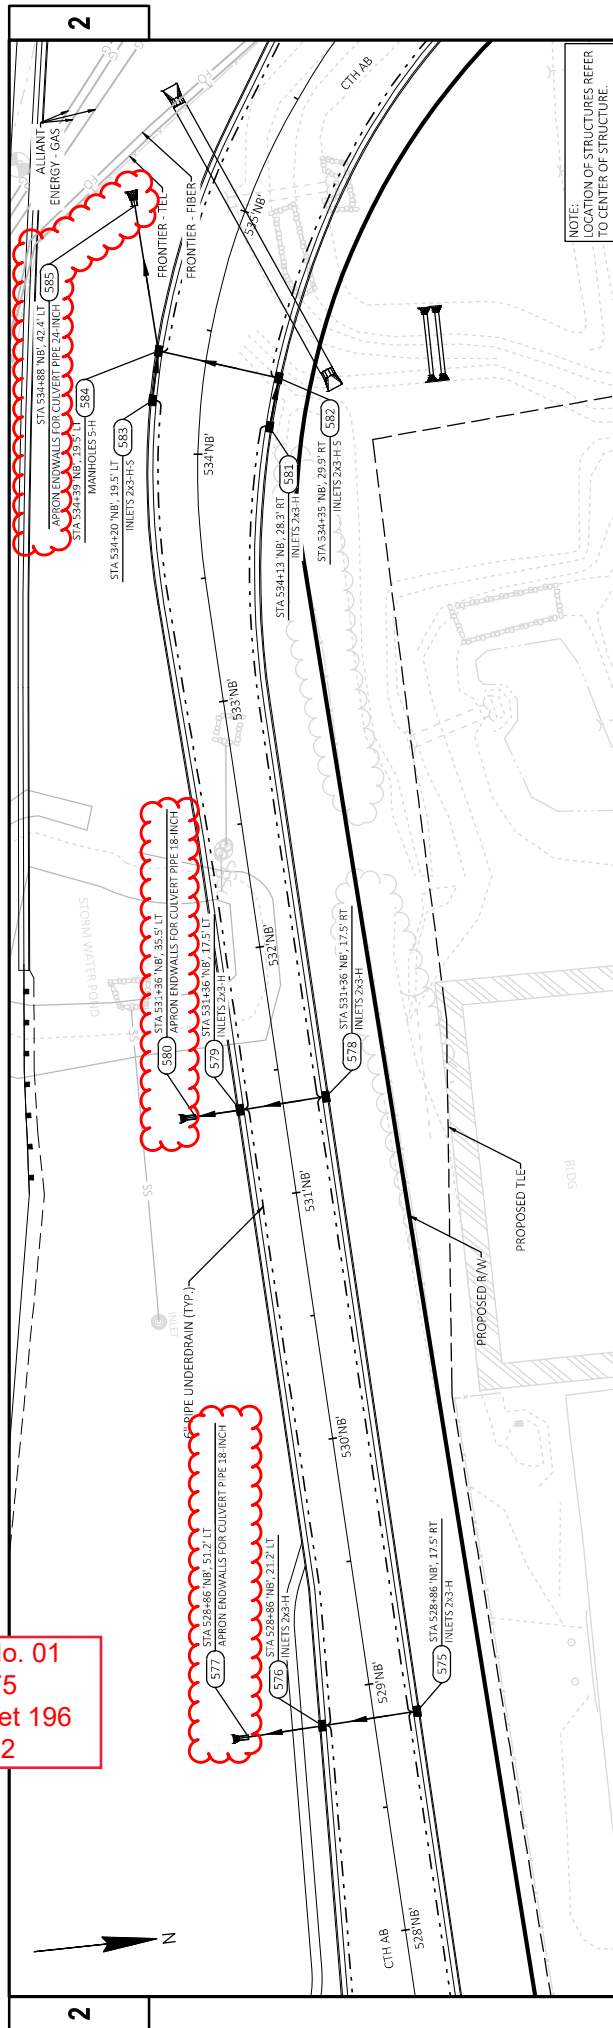 2
ALLIANT
ENERGY - GAS
FRONTIER - TEL
FRONTIER - FIBER
CTH AB
NOTE:
LOCATION OF STRUCTURES REFER
TO CENTER OF STRUCTURE.
585
STA 534+88 'NB', 42.4' LT
APRON ENDWALLS FOR CULVERT PIPE 24-INCH
584
STA 534+39 'NB', 19.5' LT
MANHOLES 5-H
583
STA 534+20 'NB', 19.5' LT
INLETS 2x3-H-S
535'NB'
534'NB'
581
STA 534+13 'NB', 28.3' RT
INLETS 2x3-H
582
STA 534+35 'NB', 29.9' RT
INLETS 2x3-H-S
533'NB'
532'NB'
STORM WATER POND
SS
SS
580
STA 531+36 'NB', 35.5' LT
APRON ENDWALLS FOR CULVERT PIPE 18-INCH
579
STA 531+36 'NB', 17.5' LT
INLETS 2x3-H
578
STA 531+36 'NB', 17.5' RT
INLETS 2x3-H
531'NB'
INLET
6" PIPE UNDERDRAIN (TYP.)
BLDG
PROPOSED TLE
PROPOSED R/W
530'NB'
577
STA 528+86 'NB', 51.2' LT
APRON ENDWALLS FOR CULVERT PIPE 18-INCH
576
STA 528+86 'NB', 21.2' LT
INLETS 2x3-H
575
STA 528+86 'NB', 17.5' RT
INLETS 2x3-H
529'NB'
528'NB'
CTH AB
N
o. 01
5
et 196
2
2